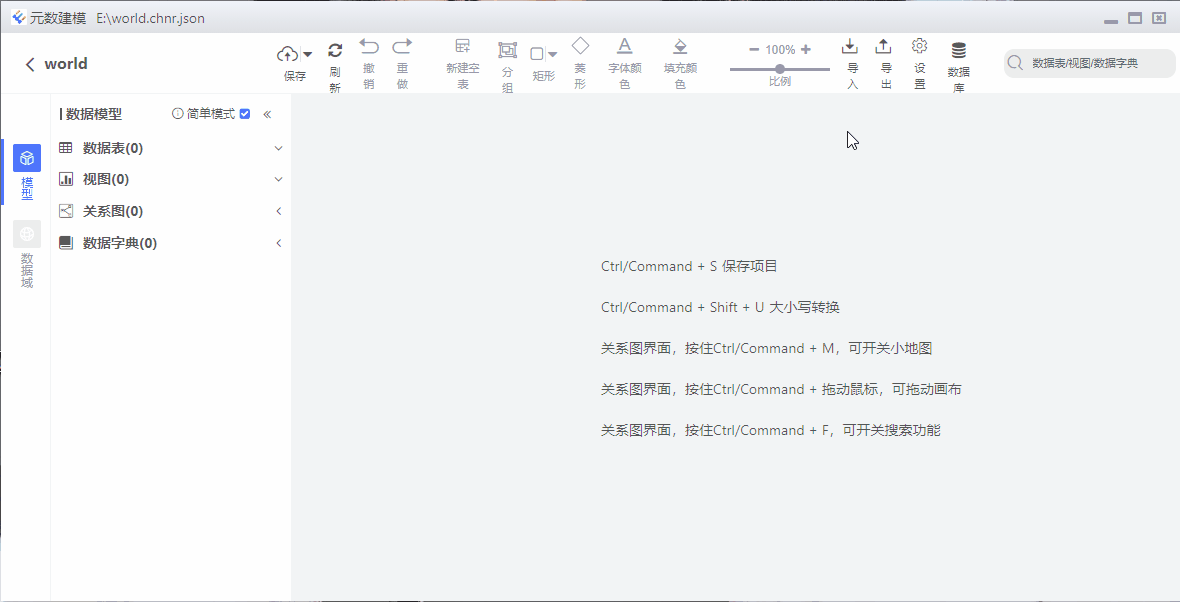 元数建模 E:\world.chnr.json
world
保存
刷新
撤销
重做
新建空表
分组
矩形
菱形
字体颜色
填充颜色
100%
比例
导入
导出
设置
数据库
数据表/视图/数据字典
模型
数据域
数据模型 简单模式
数据表(0)
视图(0)
关系图(0)
数据字典(0)
Ctrl/Command + S 保存项目
Ctrl/Command + Shift + U 大小写转换
关系图界面，按住Ctrl/Command + M，可开关小地图
关系图界面，按住Ctrl/Command + 拖动鼠标，可拖动画布
关系图界面，按住Ctrl/Command + F，可开关搜索功能